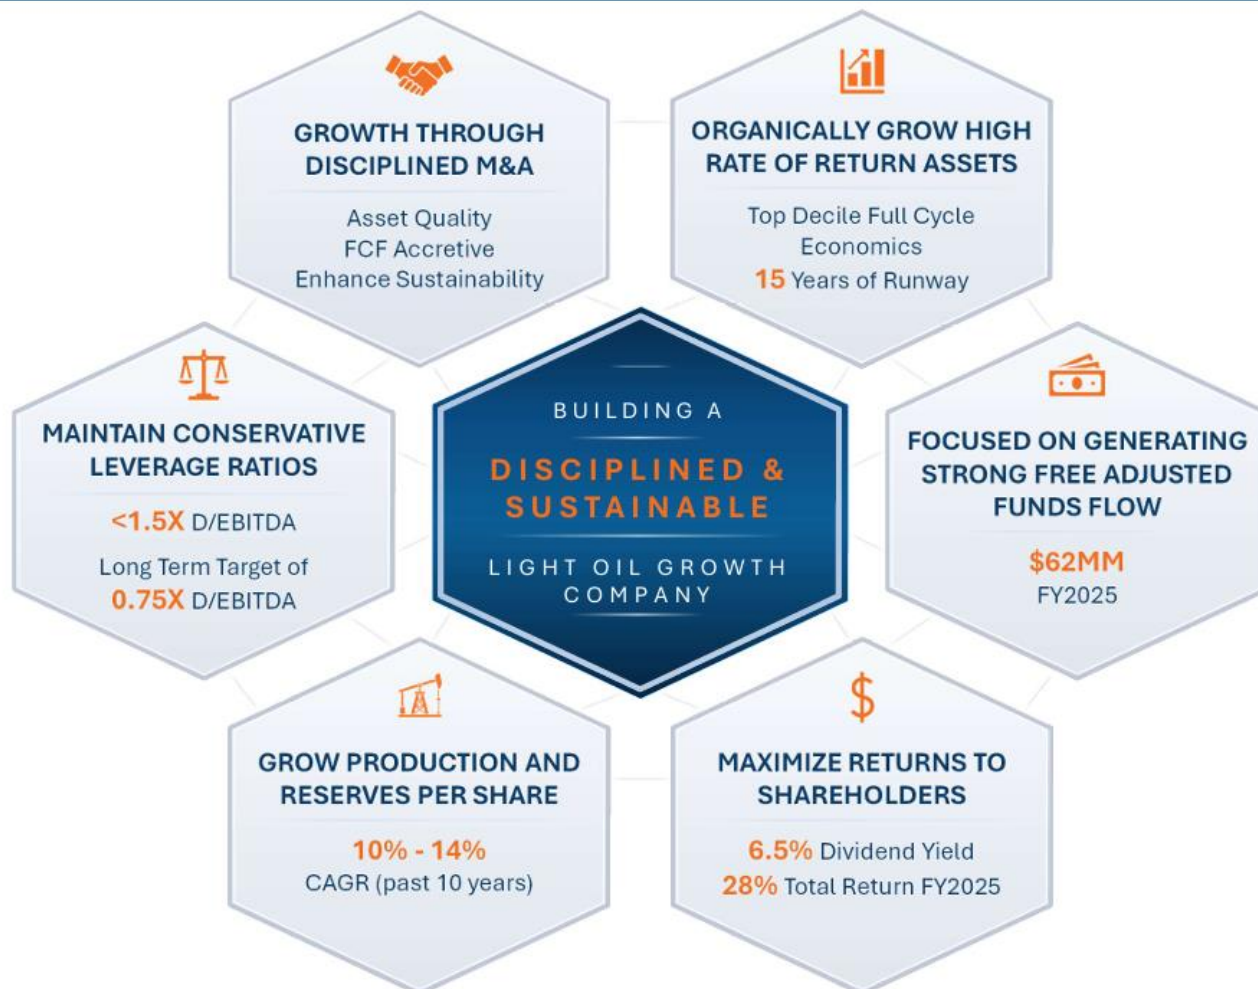 GROWTH THROUGH
DISCIPLINED M&A
Asset Quality
FCF Accretive
Enhance Sustainability
ORGANICALLY GROW HIGH
RATE OF RETURN ASSETS
Top Decile Full Cycle
Economics
15 Years of Runway
MAINTAIN CONSERVATIVE
LEVERAGE RATIOS
<1.5X D/EBITDA
Long Term Target of
0.75X D/EBITDA
BUILDING A
DISCIPLINED &
SUSTAINABLE
LIGHT OIL GROWTH
COMPANY
FOCUSED ON GENERATING
STRONG FREE ADJUSTED
FUNDS FLOW
$62MM
FY2025
GROW PRODUCTION AND
RESERVES PER SHARE
10% - 14%
CAGR (past 10 years)
MAXIMIZE RETURNS TO
SHAREHOLDERS
6.5% Dividend Yield
28% Total Return FY2025